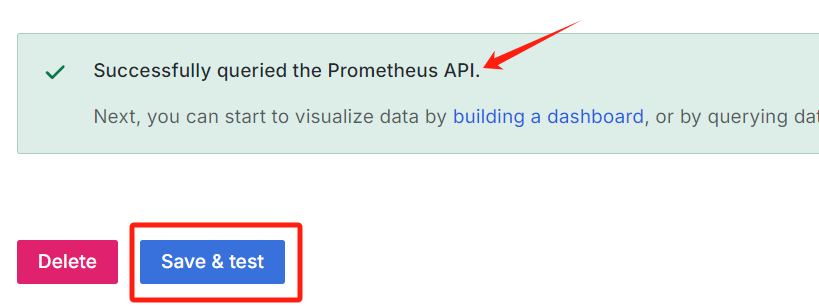 Successfully queried the Prometheus API.
Next, you can start to visualize data by building a dashboard, or by querying dat
Delete
Save & test